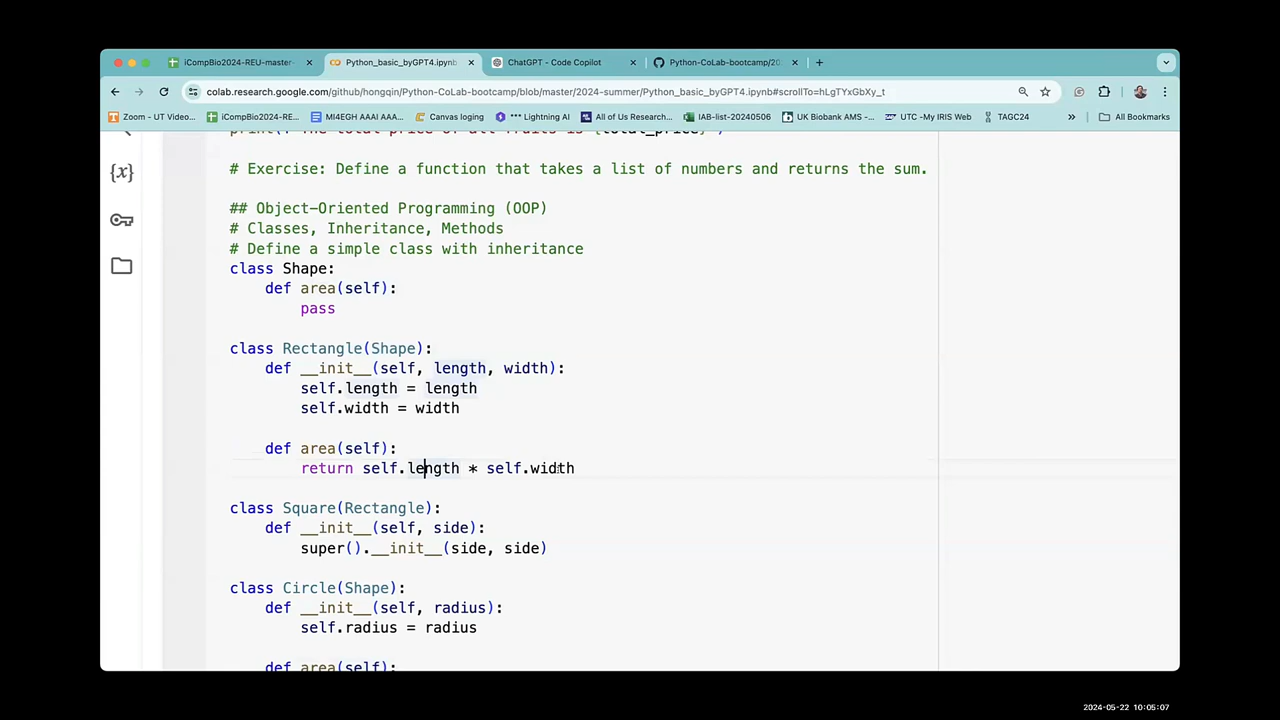 iCompBio2024-REU-master-
Python_basic_byGPT4.ipynb
ChatGPT - Code Copilot
Python-CoLab-bootcamp/20
colab.research.google.com/github/hongqin/Python-CoLab-bootcamp/blob/master/2024-summer/Python_basic_byGPT4.ipynb#scrollTo=hLgTYxGbXy_t
Zoom - UT Video... iCompBio2024-RE... MI4EGH AAAI AAA... Canvas loging *** Lightning AI All of Us Research... IAB-list-20240506 UK Biobank AMS -... UTC -My IRIS Web TAGC24 » All Bookmarks
{x}
# Exercise: Define a function that takes a list of numbers and returns the sum.
## Object-Oriented Programming (OOP)
# Classes, Inheritance, Methods
# Define a simple class with inheritance
class Shape:
def area(self):
pass
class Rectangle(Shape):
def __init__(self, length, width):
self.length = length
self.width = width
def area(self):
return self.length * self.width
class Square(Rectangle):
def __init__(self, side):
super().__init__(side, side)
class Circle(Shape):
def __init__(self, radius):
self.radius = radius
def area(self):
2024-05-22 10:05:07